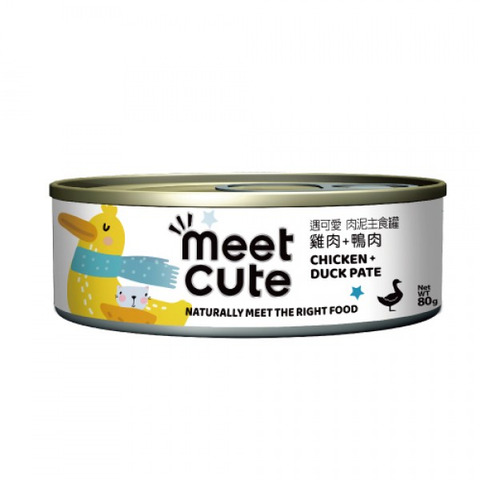 meet
cute
NATURALLY MEET THE RIGHT FOOD
遇可愛 肉泥主食罐
雞肉+鴨肉
CHICKEN +
DUCK PATE
Net
WT
80g